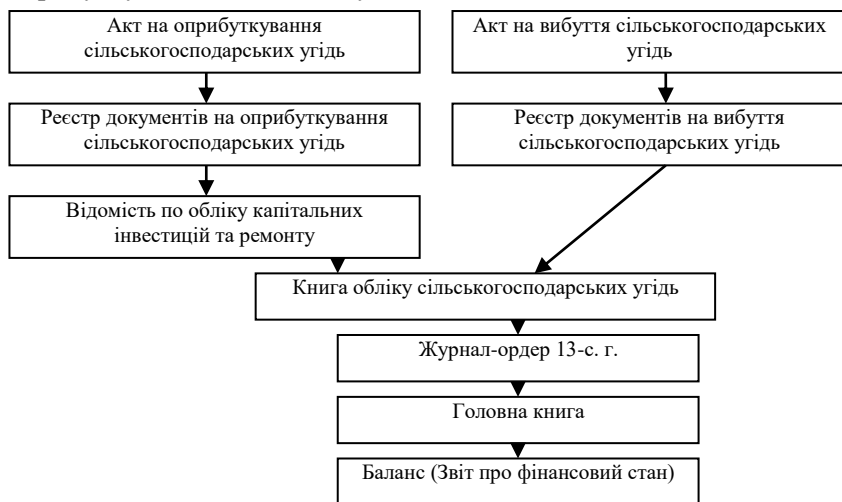 Акт на оприбуткування
сільськогосподарських угідь
Акт на вибуття сільськогосподарських
угідь
Реєстр документів на оприбуткування
сільськогосподарських угідь
Реєстр документів на вибуття
сільськогосподарських угідь
Відомість по обліку капітальних
інвестицій та ремонту
Книга обліку сільськогосподарських угідь
Журнал-ордер 13-с. г.
Головна книга
Баланс (Звіт про фінансовий стан)